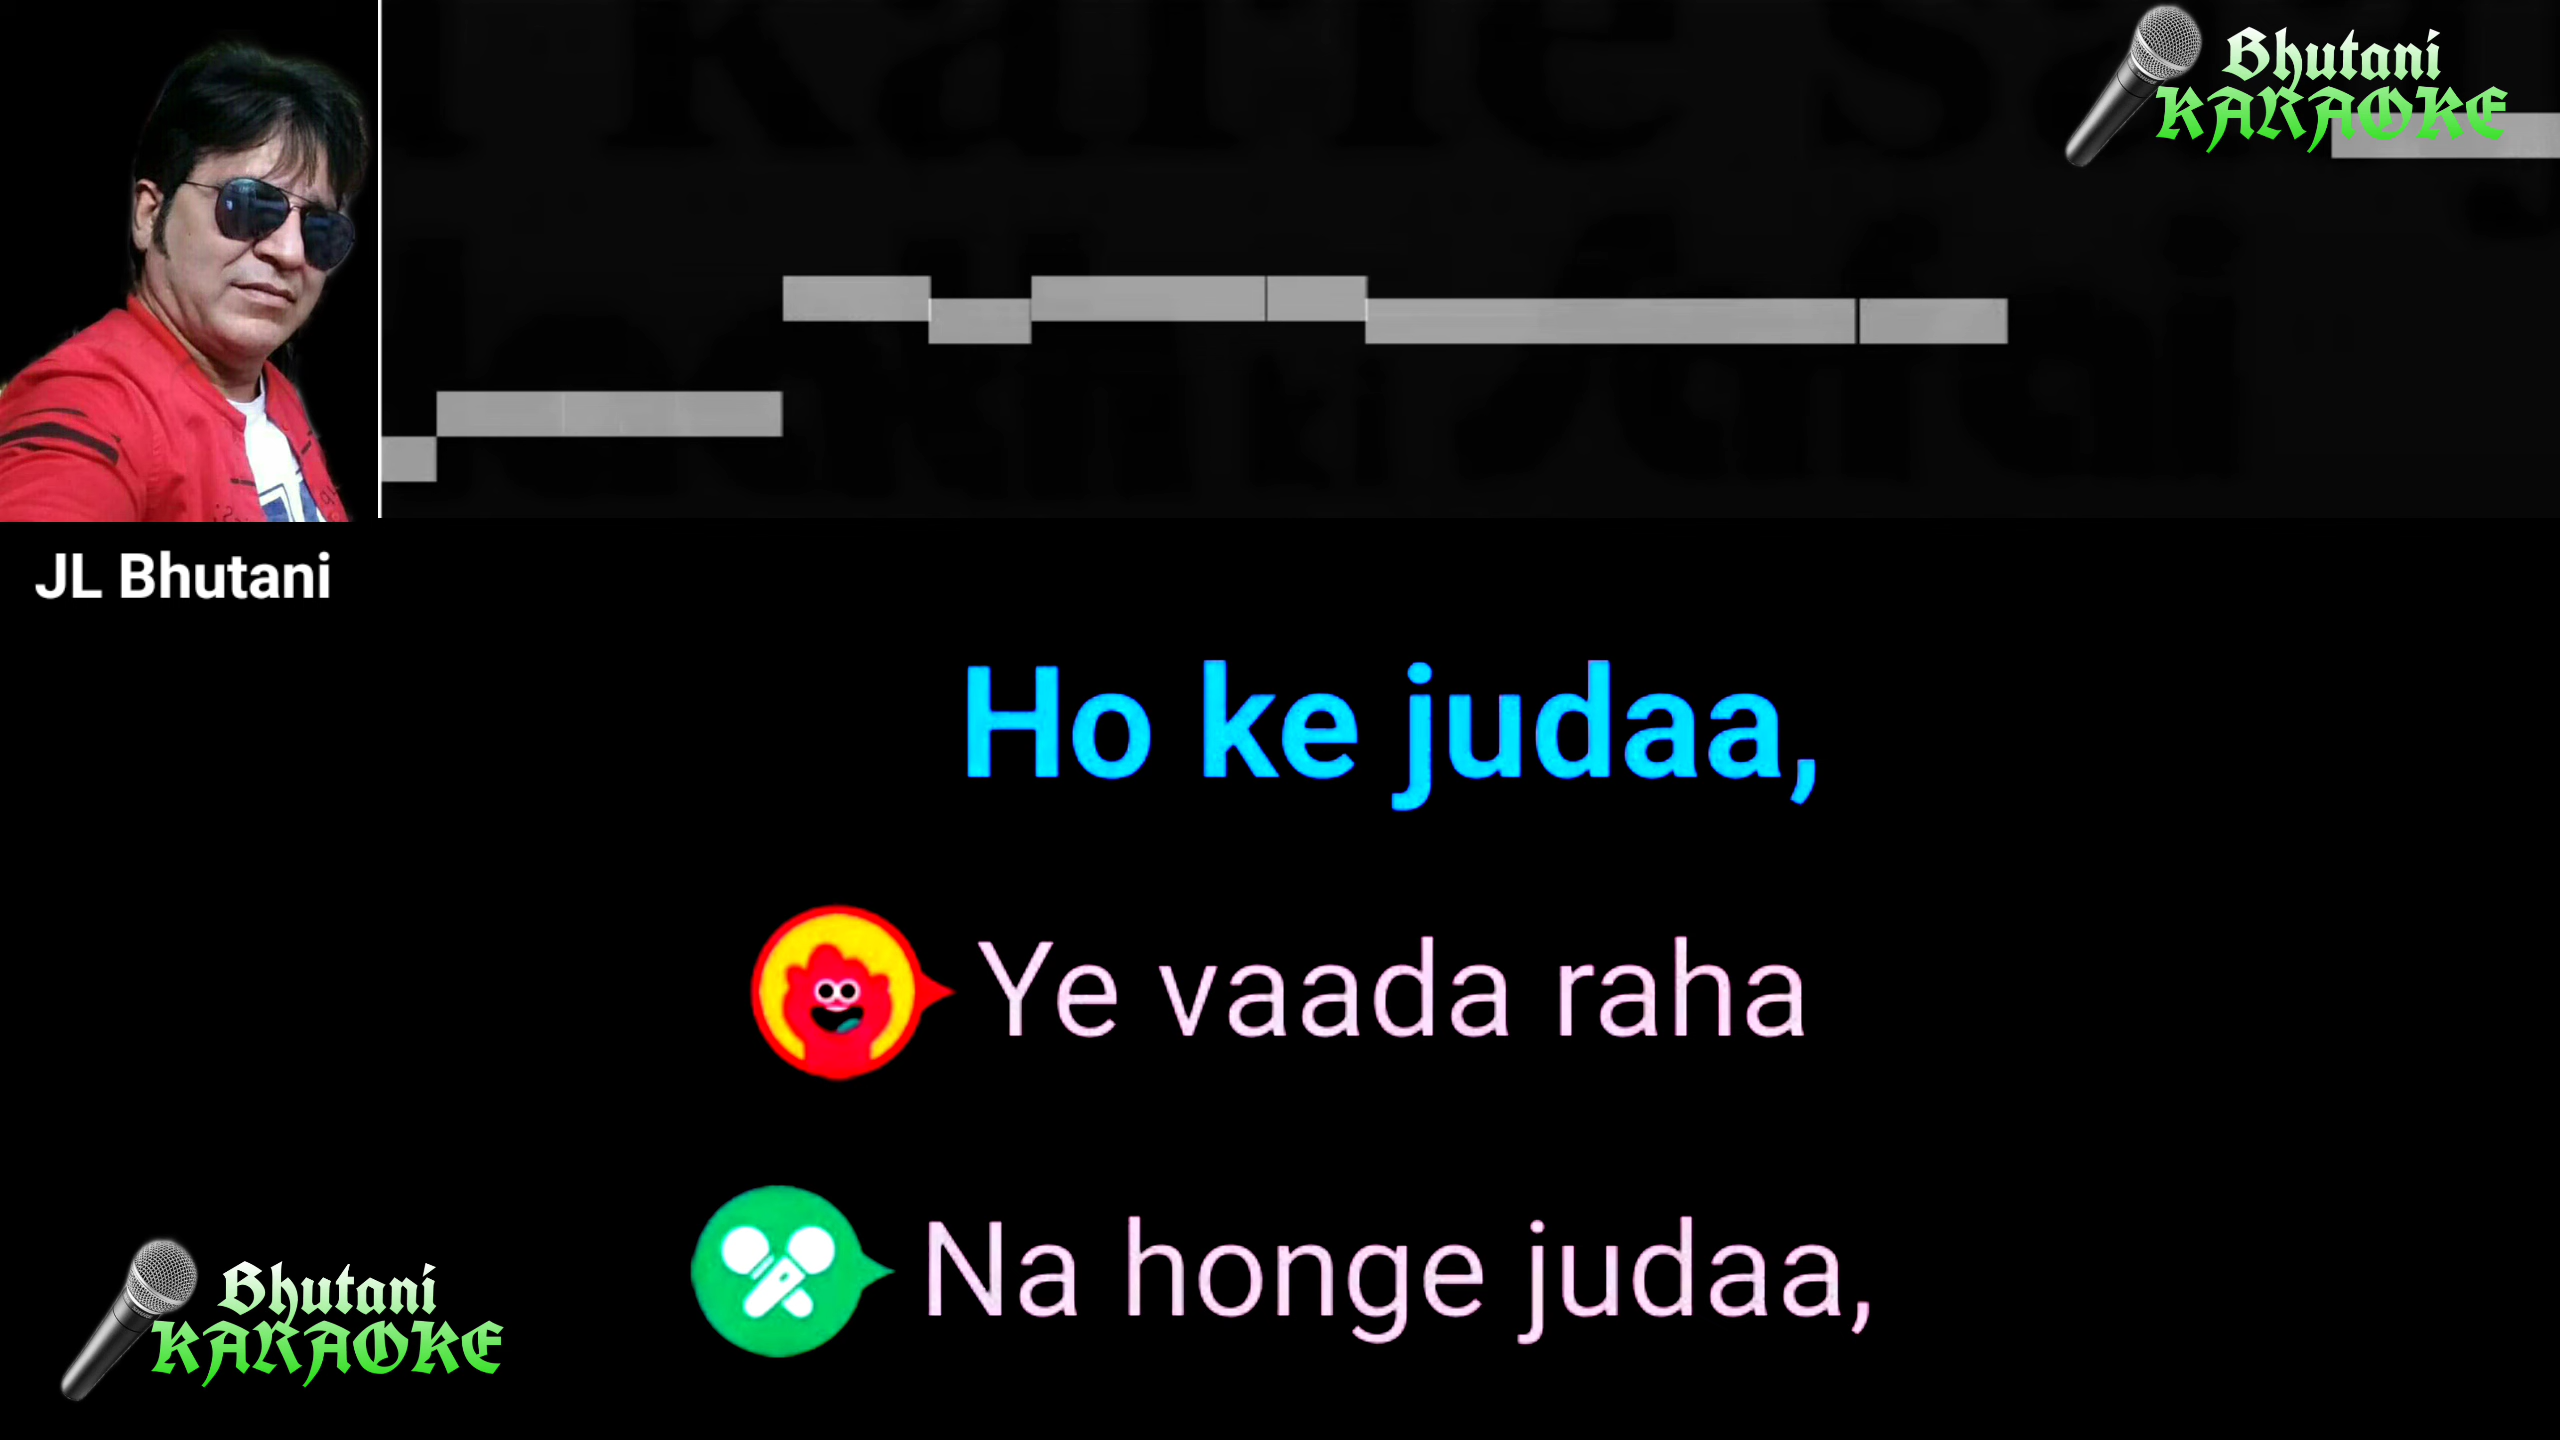 Bhutani
KARAOKE
JL Bhutani
Ho ke judaa,
Ye vaada raha
Na honge judaa,
Bhutani
KARAOKE